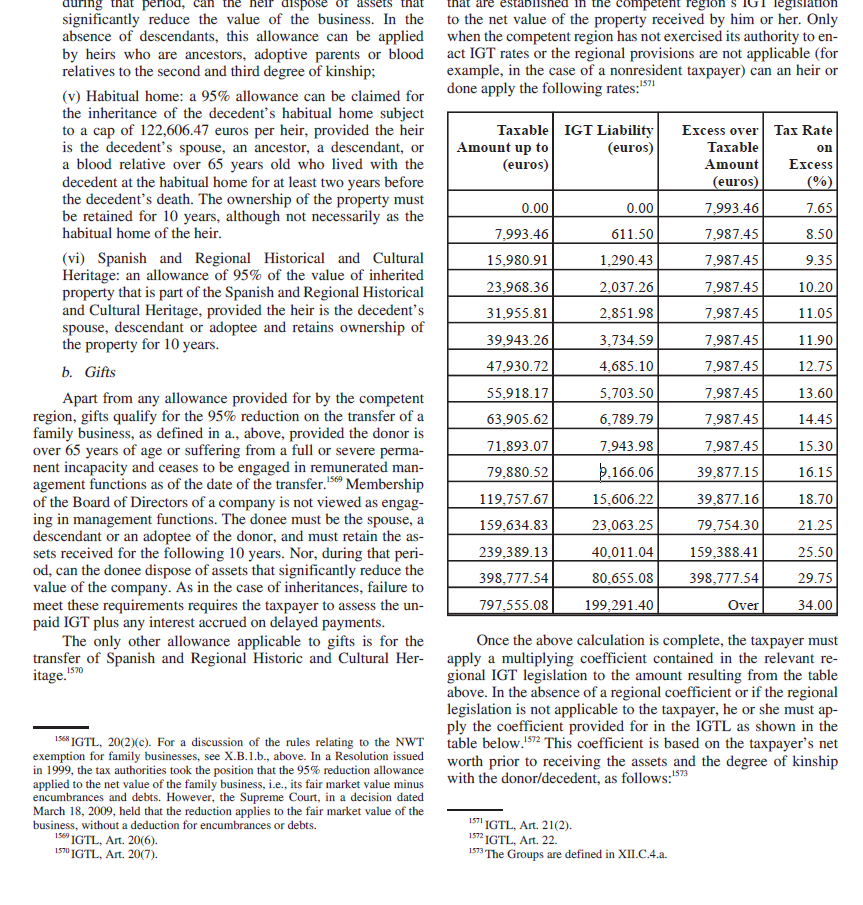 during that period, can the heir dispose of assets that
significantly reduce the value of the business. In the
absence of descendants, this allowance can be applied
by heirs who are ancestors, adoptive parents or blood
relatives to the second and third degree of kinship;
(v) Habitual home: a 95% allowance can be claimed for
the inheritance of the decedent's habitual home subject
to a cap of 122,606.47 euros per heir, provided the heir
is the decedent's spouse, an ancestor, a descendant, or
a blood relative over 65 years old who lived with the
decedent at the habitual home for at least two years before
the decedent's death. The ownership of the property must
be retained for 10 years, although not necessarily as the
habitual home of the heir.
(vi) Spanish and Regional Historical and Cultural
Heritage: an allowance of 95% of the value of inherited
property that is part of the Spanish and Regional Historical
and Cultural Heritage, provided the heir is the decedent's
spouse, descendant or adoptee and retains ownership of
the property for 10 years.
b. Gifts
Apart from any allowance provided for by the competent
region, gifts qualify for the 95% reduction on the transfer of a
family business, as defined in a., above, provided the donor is
over 65 years of age or suffering from a full or severe perma-
nent incapacity and ceases to be engaged in remunerated man-
agement functions as of the date of the transfer.1569 Membership
of the Board of Directors of a company is not viewed as engag-
ing in management functions. The donee must be the spouse, a
descendant or an adoptee of the donor, and must retain the as-
sets received for the following 10 years. Nor, during that peri-
od, can the donee dispose of assets that significantly reduce the
value of the company. As in the case of inheritances, failure to
meet these requirements requires the taxpayer to assess the un-
paid IGT plus any interest accrued on delayed payments.
The only other allowance applicable to gifts is for the
transfer of Spanish and Regional Historic and Cultural Her-
itage.1570
1568 IGTL, 20(2)(c). For a discussion of the rules relating to the NWT
exemption for family businesses, see X.B.1.b., above. In a Resolution issued
in 1999, the tax authorities took the position that the 95% reduction allowance
applied to the net value of the family business, i.e., its fair market value minus
encumbrances and debts. However, the Supreme Court, in a decision dated
March 18, 2009, held that the reduction applies to the fair market value of the
business, without a deduction for encumbrances or debts.
1569 IGTL, Art. 20(6).
1570 IGTL, Art. 20(7).
that are established in the competent region's IGT legislation
to the net value of the property received by him or her. Only
when the competent region has not exercised its authority to en-
act IGT rates or the regional provisions are not applicable (for
example, in the case of a nonresident taxpayer) can an heir or
done apply the following rates:1571
Taxable IGT Liability Excess over Tax Rate
Amount up to (euros) Taxable on
(euros) Amount Excess
(euros) (%)
0.00 0.00 7,993.46 7.65
7,993.46 611.50 7,987.45 8.50
15,980.91 1,290.43 7,987.45 9.35
23,968.36 2,037.26 7,987.45 10.20
31,955.81 2,851.98 7,987.45 11.05
39,943.26 3,734.59 7,987.45 11.90
47,930.72 4,685.10 7,987.45 12.75
55,918.17 5,703.50 7,987.45 13.60
63,905.62 6,789.79 7,987.45 14.45
71,893.07 7,943.98 7,987.45 15.30
79,880.52 9,166.06 39,877.15 16.15
119,757.67 15,606.22 39,877.16 18.70
159,634.83 23,063.25 79,754.30 21.25
239,389.13 40,011.04 159,388.41 25.50
398,777.54 80,655.08 398,777.54 29.75
797,555.08 199,291.40 Over 34.00
Once the above calculation is complete, the taxpayer must
apply a multiplying coefficient contained in the relevant re-
gional IGT legislation to the amount resulting from the table
above. In the absence of a regional coefficient or if the regional
legislation is not applicable to the taxpayer, he or she must ap-
ply the coefficient provided for in the IGTL as shown in the
table below.1572 This coefficient is based on the taxpayer's net
worth prior to receiving the assets and the degree of kinship
with the donor/decedent, as follows:1573
1571 IGTL, Art. 21(2).
1572 IGTL, Art. 22.
1573 The Groups are defined in XII.C.4.a.